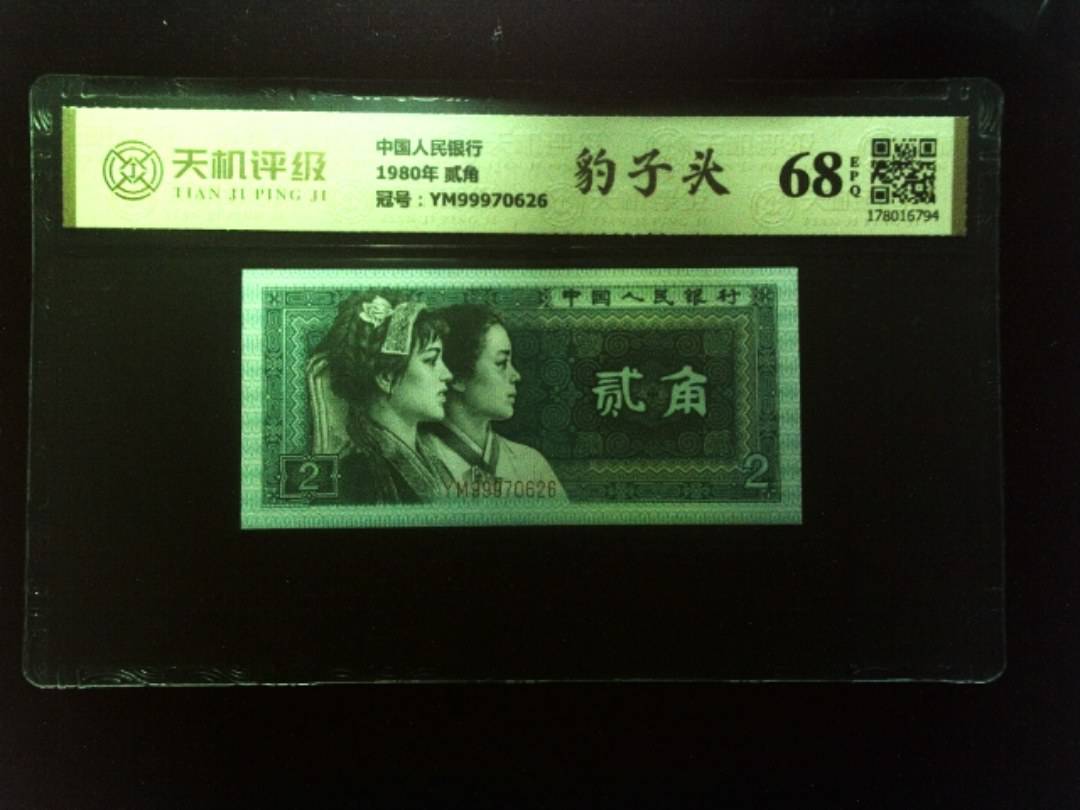 天机评级
TIAN JI PING JI
中国人民银行
1980年 贰角
冠号：YM99970626
豹子头
68
EPQ
178016794
中国人民银行
贰角
2
2
YM99970626